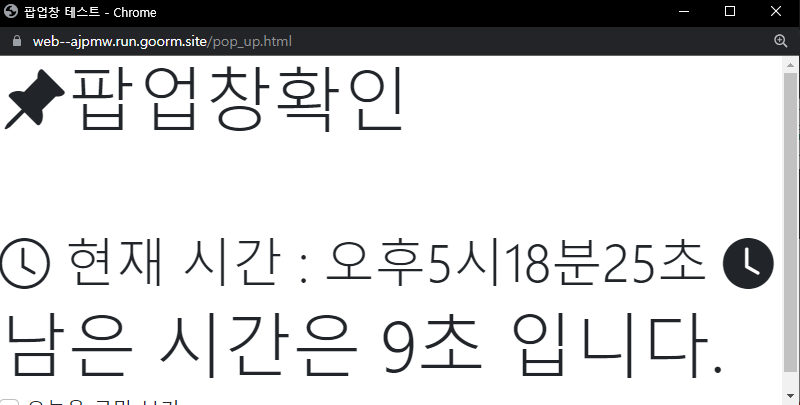 팝업창 테스트 - Chrome
web--ajpmw.run.goorm.site/pop_up.html
팝업창확인
현재 시간 : 오후5시18분25초
남은 시간은 9초 입니다.